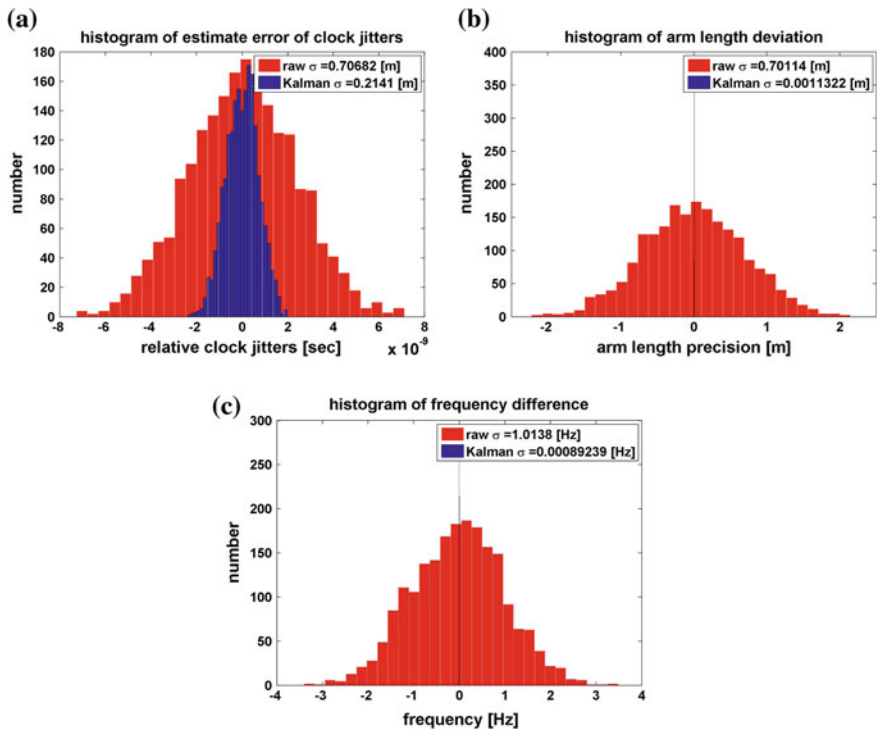 (a)
histogram of estimate error of clock jitters
raw σ =0.70682 [m]
Kalman σ =0.2141 [m]
number
180
160
140
120
100
80
60
40
20
0
-8 -6 -4 -2 0 2 4 6 8
relative clock jitters [sec]
x 10^-9
(b)
histogram of arm length deviation
raw σ =0.70114 [m]
Kalman σ =0.0011322 [m]
number
400
350
300
250
200
150
100
50
0
-2 -1 0 1 2
arm length precision [m]
(c)
histogram of frequency difference
raw σ =1.0138 [Hz]
Kalman σ =0.00089239 [Hz]
number
300
250
200
150
100
50
0
-4 -3 -2 -1 0 1 2 3 4
frequency [Hz]